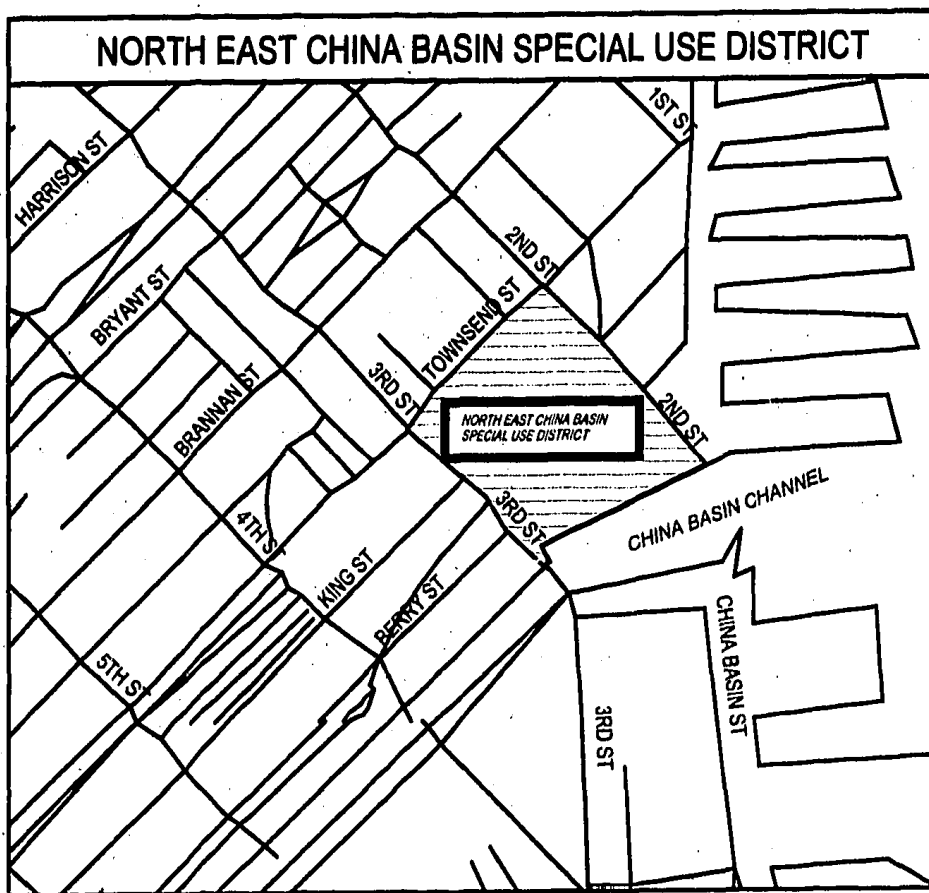 NORTH EAST CHINA BASIN SPECIAL USE DISTRICT
1ST ST
HARRISON ST
2ND ST
BRYANT ST
TOWNSEND ST
3RD ST
BRANNAN ST
NORTH EAST CHINA BASIN
SPECIAL USE DISTRICT
2ND ST
3RD ST
CHINA BASIN CHANNEL
4TH ST
KING ST
BERRY ST
CHINA BASIN ST
5TH ST
3RD ST